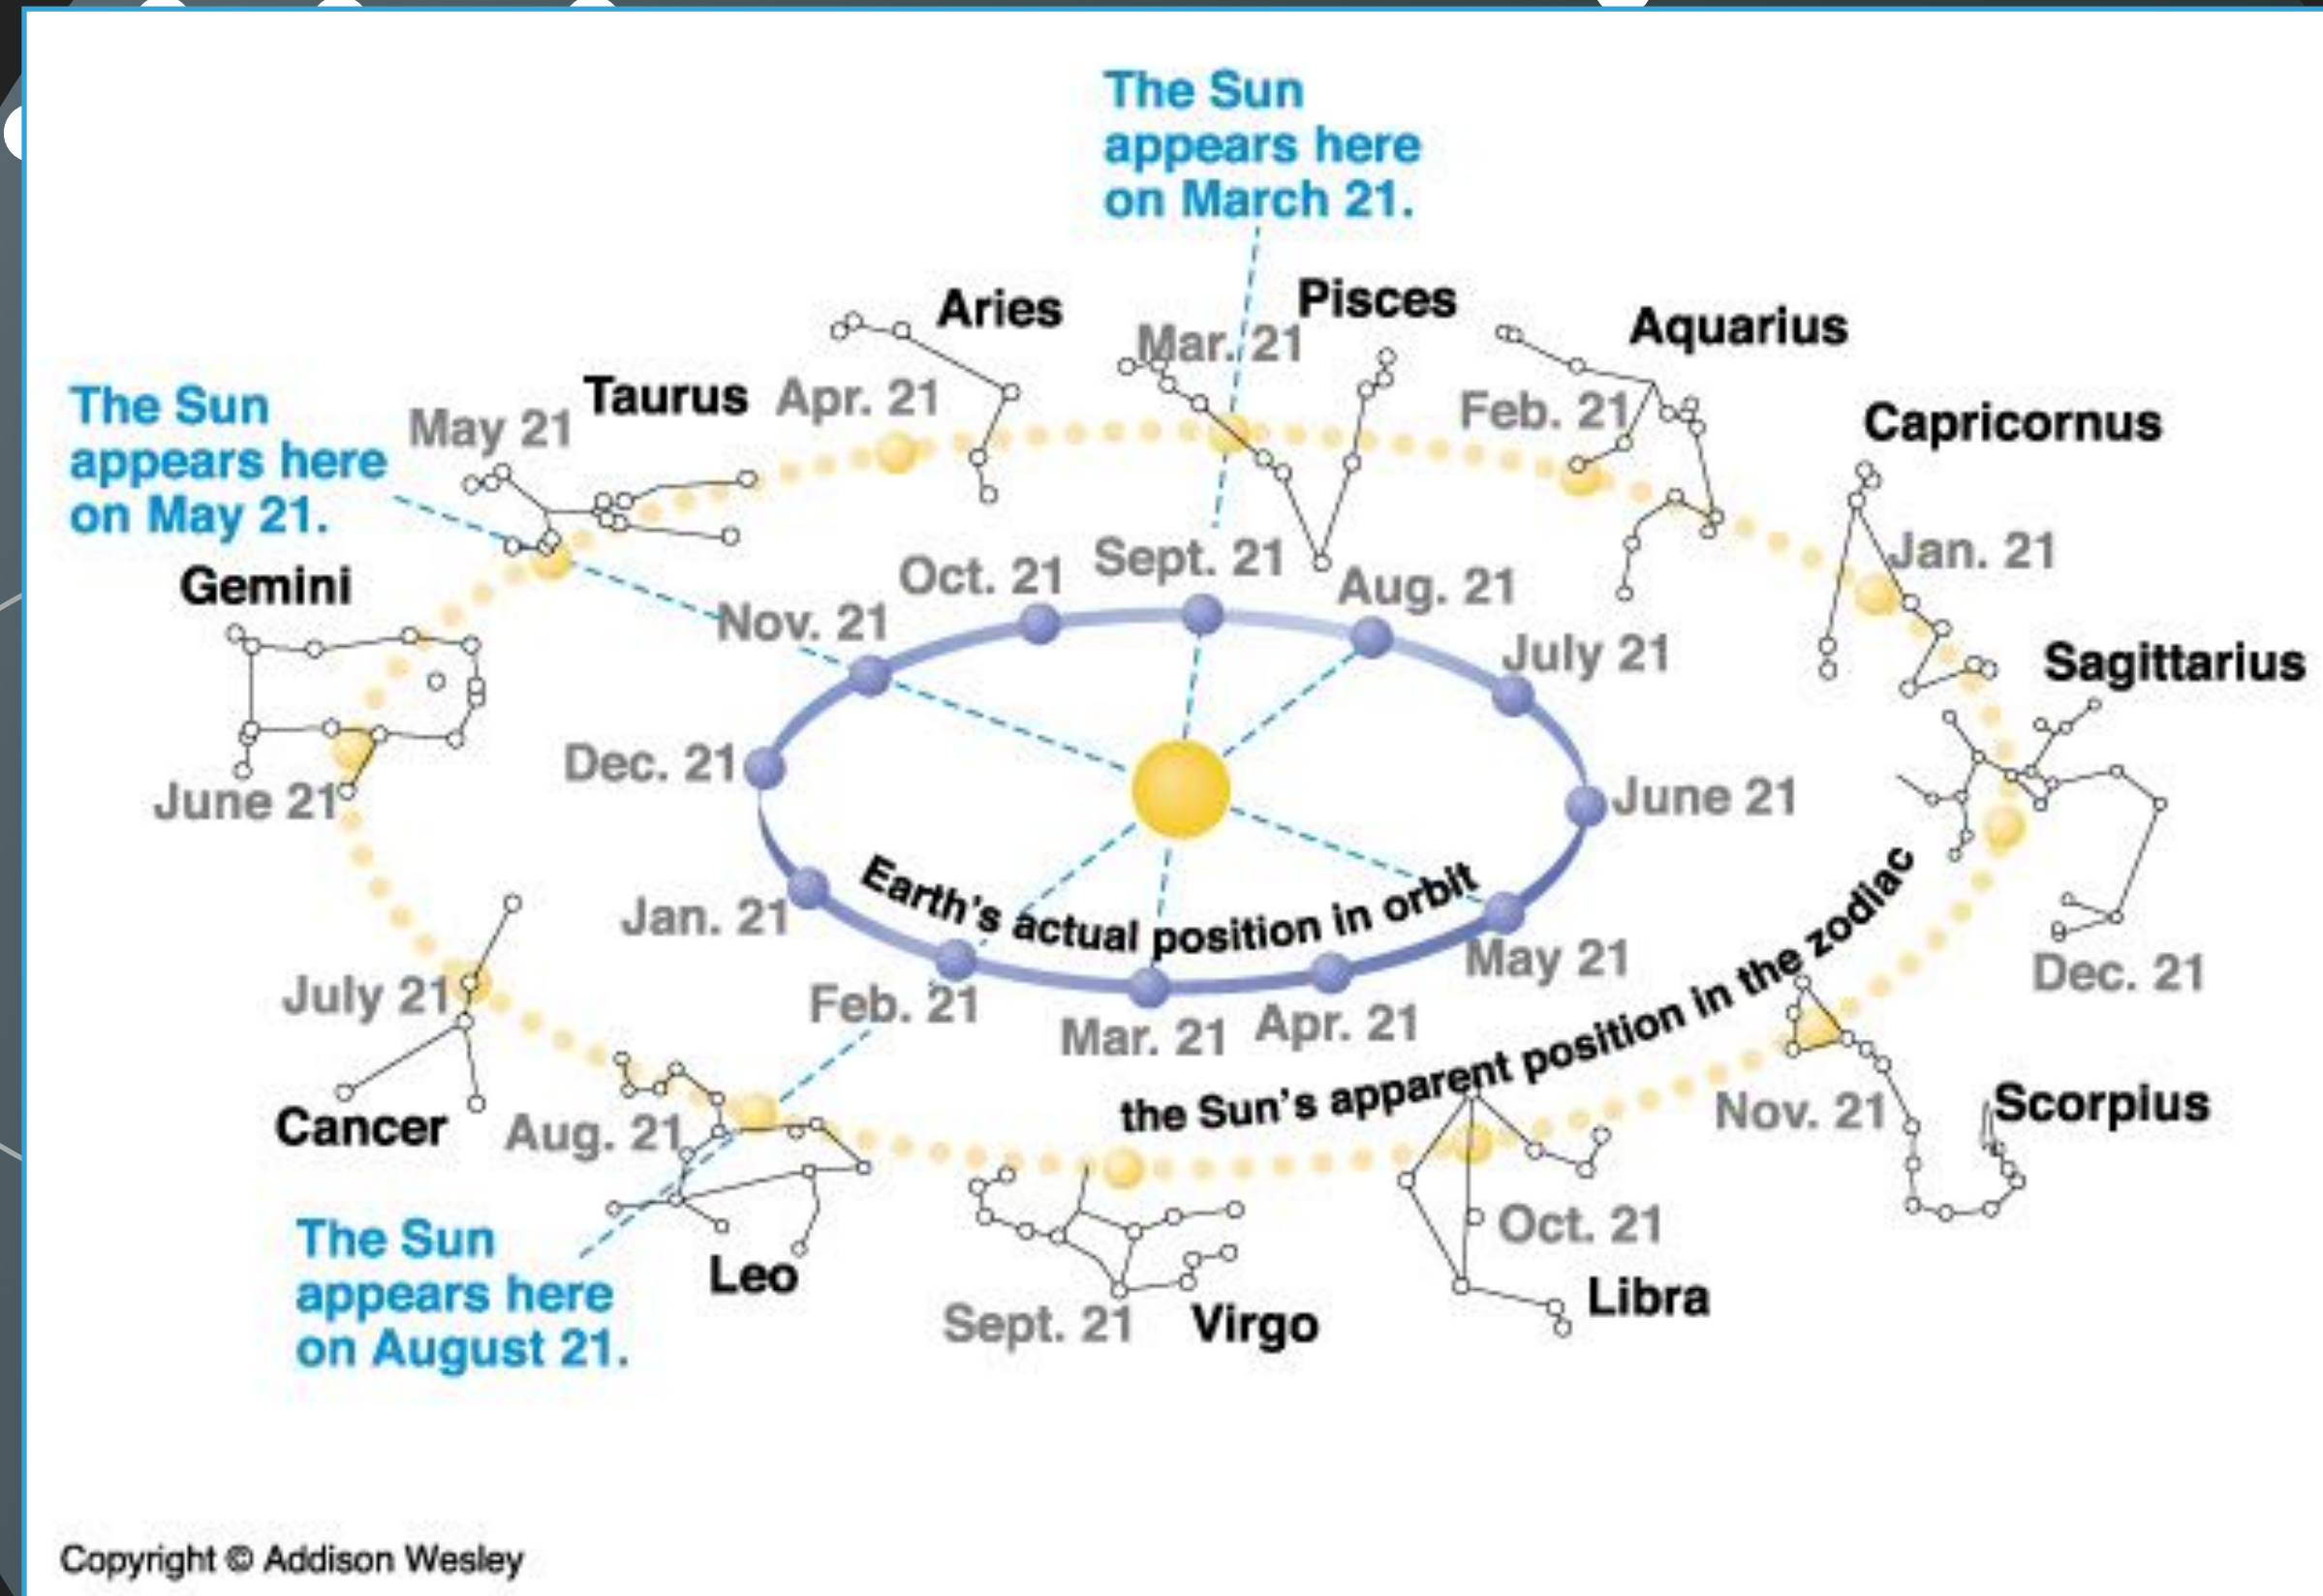 The Sun
appears here
on March 21.
Pisces
Aries
Mar. 21
Aquarius
Taurus
Apr. 21
Feb. 21
Capricornus
The Sun
appears here
on May 21.
May 21
Jan. 21
Gemini
Oct. 21
Sept. 21
Aug. 21
Nov. 21
July 21
Sagittarius
Dec. 21
June 21
June 21
Earth's actual position in orbit
Jan. 21
May 21
Dec. 21
July 21
Feb. 21
Mar. 21
Apr. 21
the Sun's apparent position in the zodiac
Cancer
Aug. 21
Nov. 21
Scorpius
The Sun
appears here
on August 21.
Leo
Oct. 21
Sept. 21
Virgo
Libra
Copyright © Addison Wesley